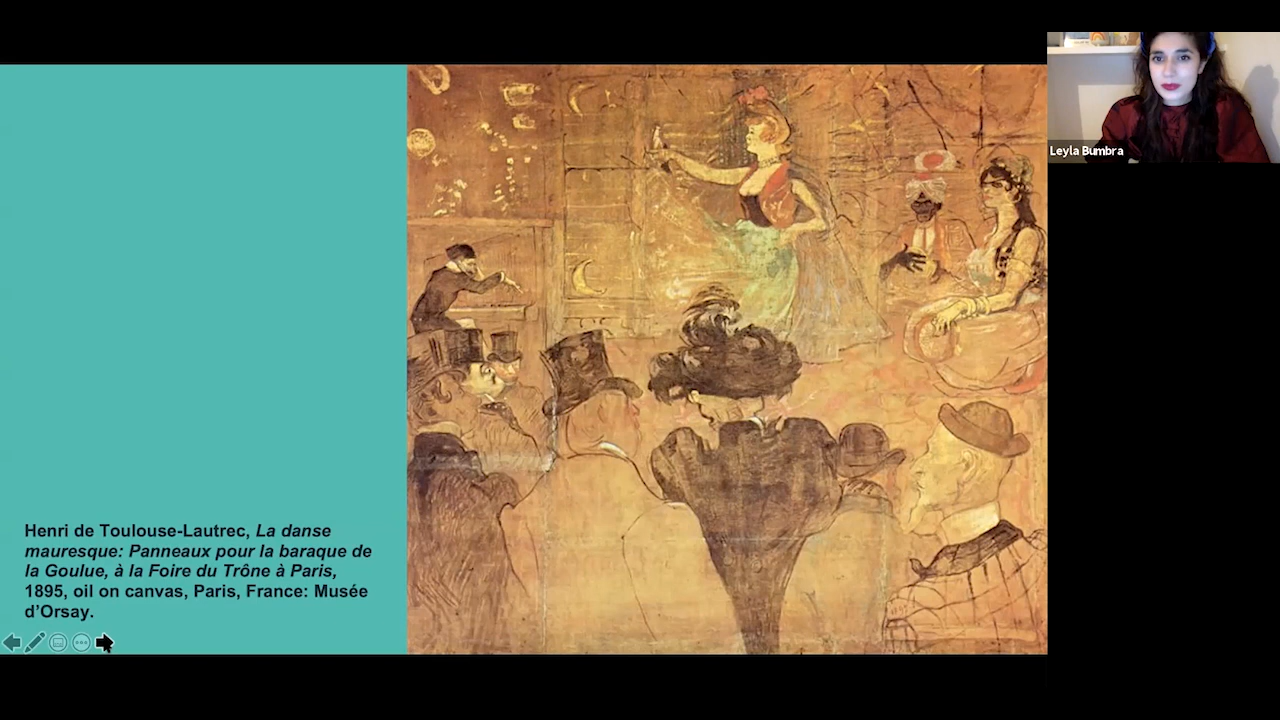 Leyla Bumbra
Henri de Toulouse-Lautrec, La danse
mauresque: Panneaux pour la baraque de
la Goulue, à la Foire du Trône à Paris,
1895, oil on canvas, Paris, France: Musée
d’Orsay.